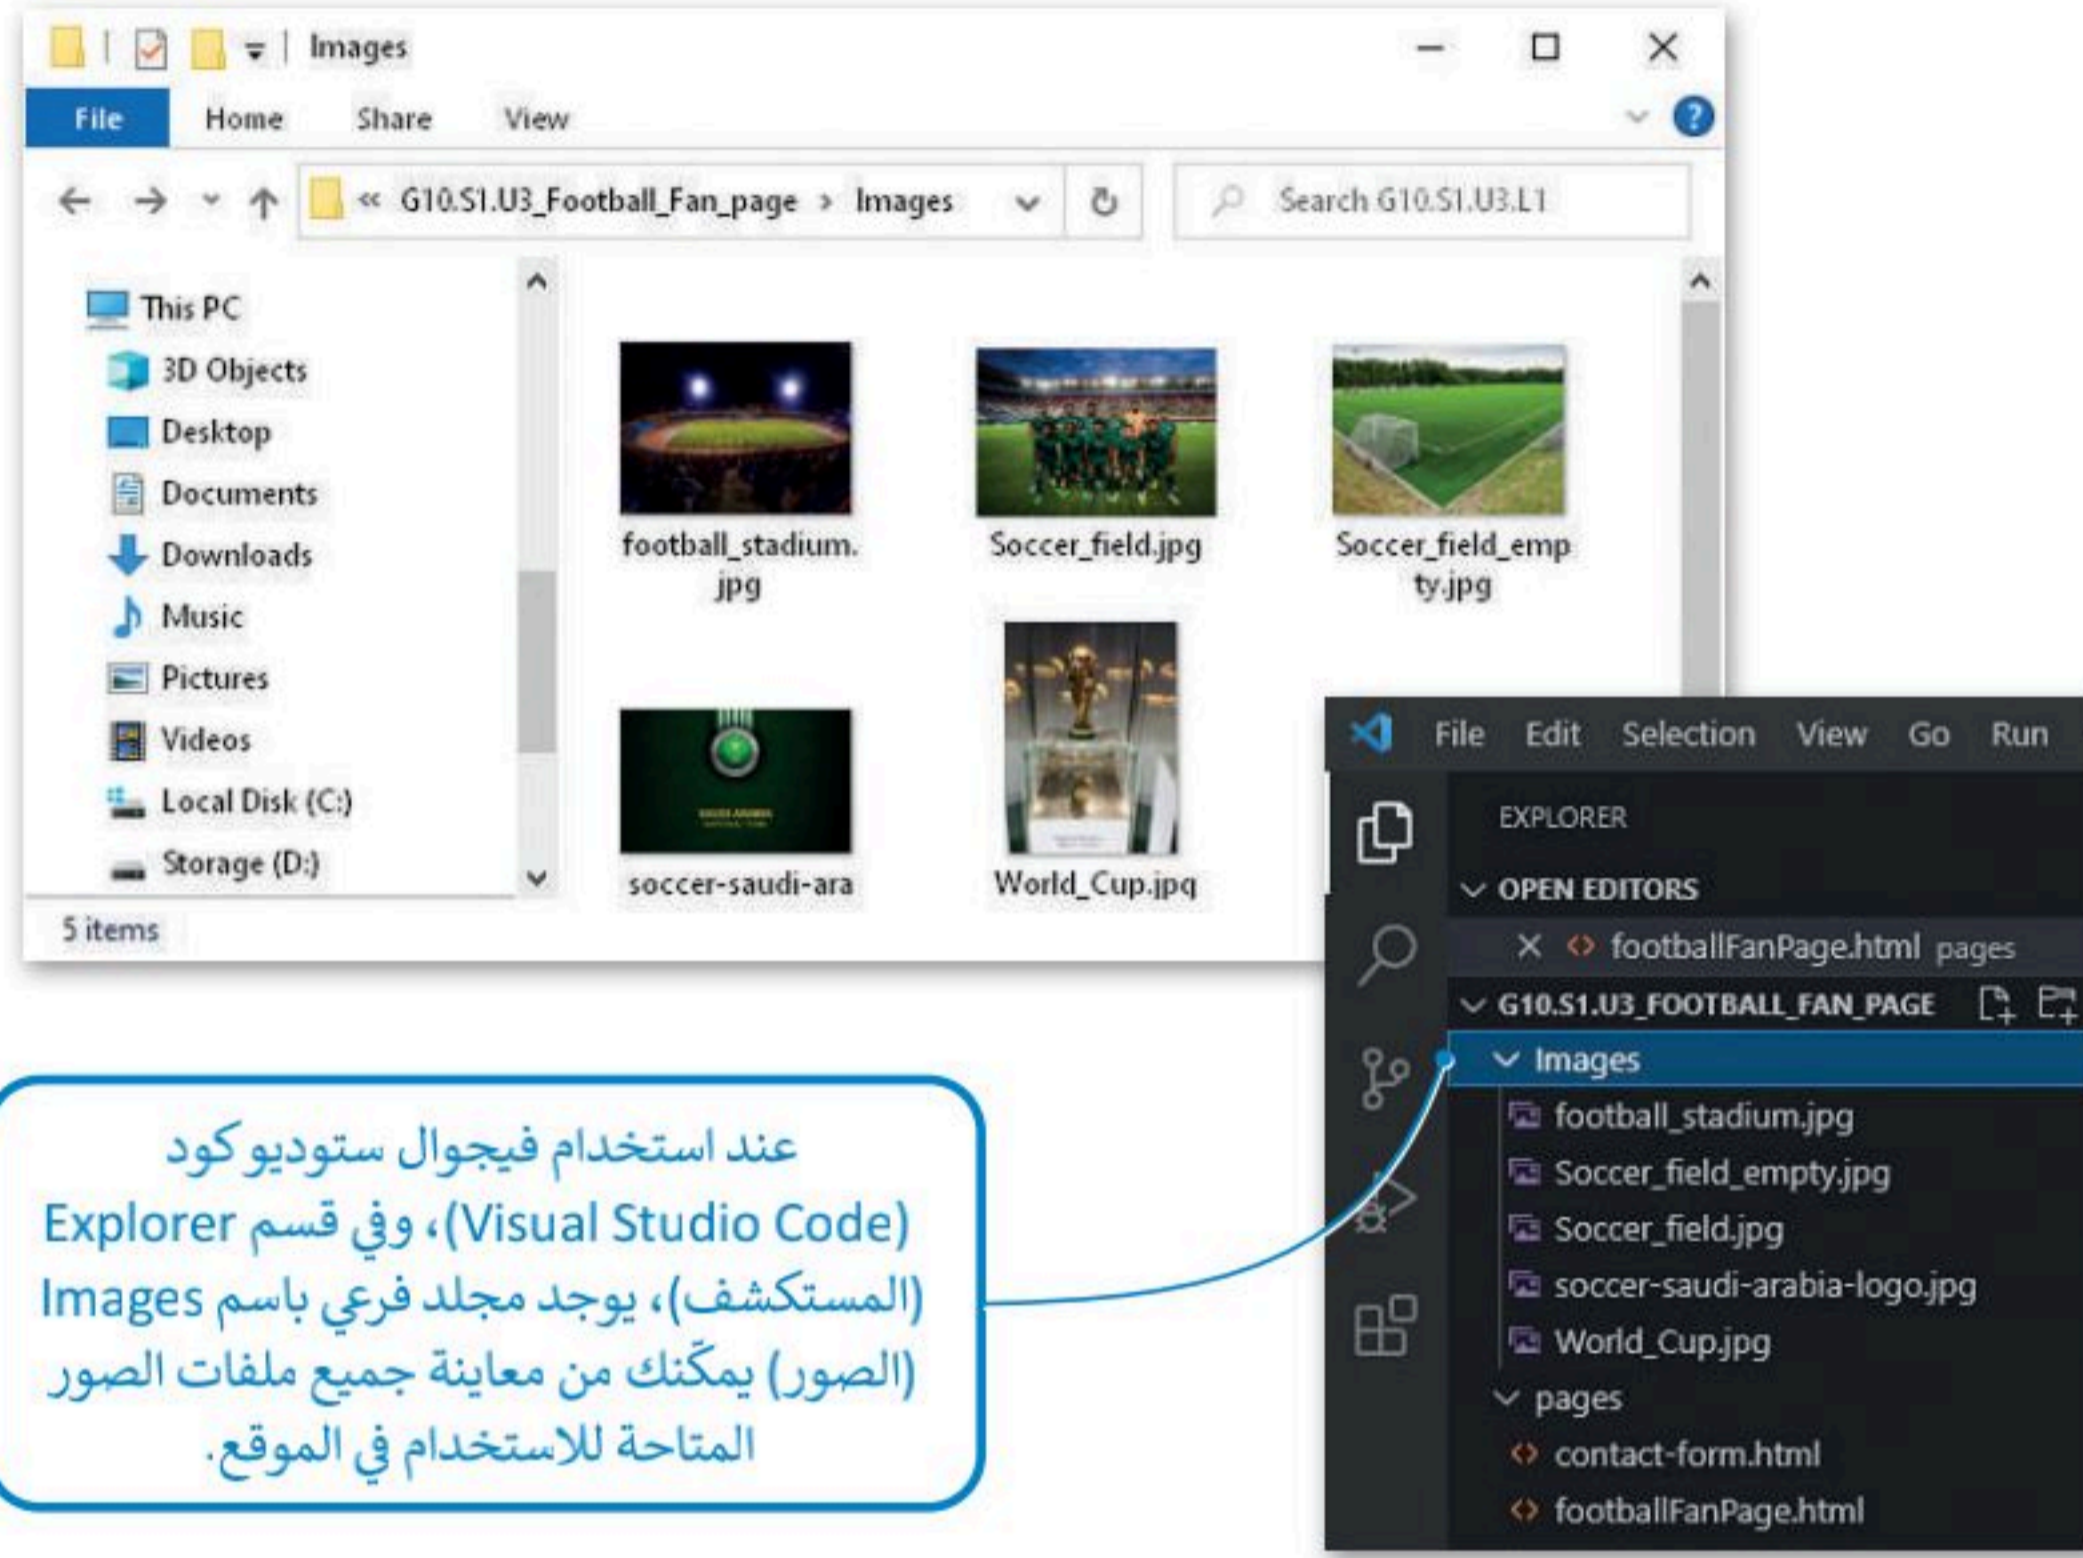 Images
File Home Share View
« G10.S1.U3_Football_Fan_page › Images
Search G10.S1.U3.L1
This PC
3D Objects
Desktop
Documents
Downloads
Music
Pictures
Videos
Local Disk (C:)
Storage (D:)
5 items
football_stadium.
jpg
Soccer_field.jpg
Soccer_field_emp
ty.jpg
SAUDI ARABIA
soccer-saudi-ara
World_Cup.jpg
File Edit Selection View Go Run
EXPLORER
OPEN EDITORS
footballFanPage.html pages
G10.S1.U3_FOOTBALL_FAN_PAGE
Images
football_stadium.jpg
Soccer_field_empty.jpg
Soccer_field.jpg
soccer-saudi-arabia-logo.jpg
World_Cup.jpg
pages
contact-form.html
footballFanPage.html
عند استخدام فيجوال ستوديو كود
(Visual Studio Code)، وفي قسم Explorer
(المستكشف)، يوجد مجلد فرعي باسم Images
(الصور) يمكّنك من معاينة جميع ملفات الصور
المتاحة للاستخدام في الموقع.